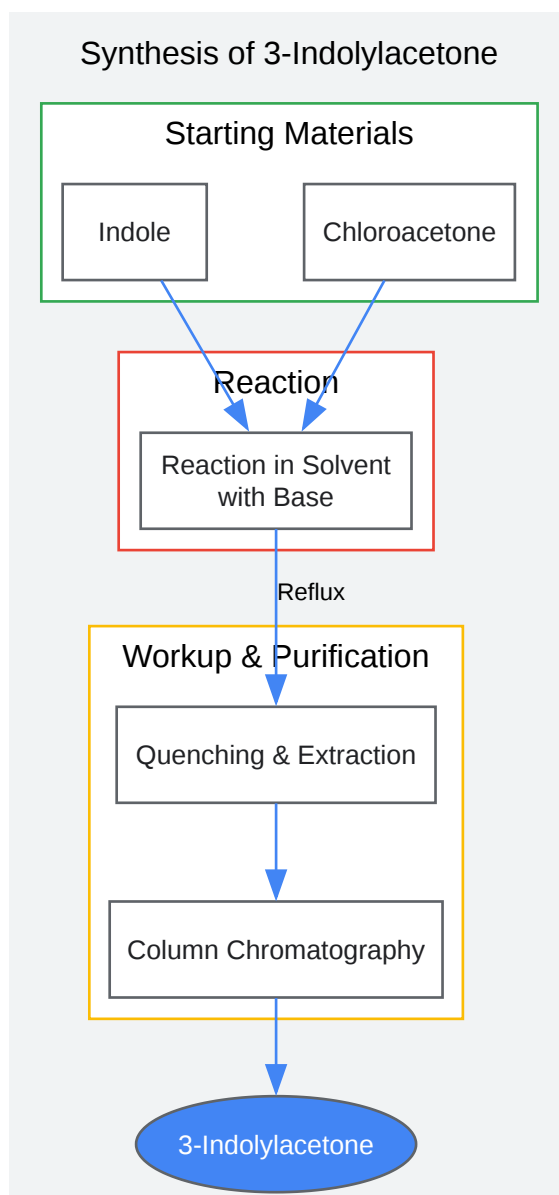 Synthesis of 3-Indolylacetone
Starting Materials
Indole
Chloroacetone
Reaction
Reaction in Solvent
with Base
Reflux
Workup & Purification
Quenching & Extraction
Column Chromatography
3-Indolylacetone